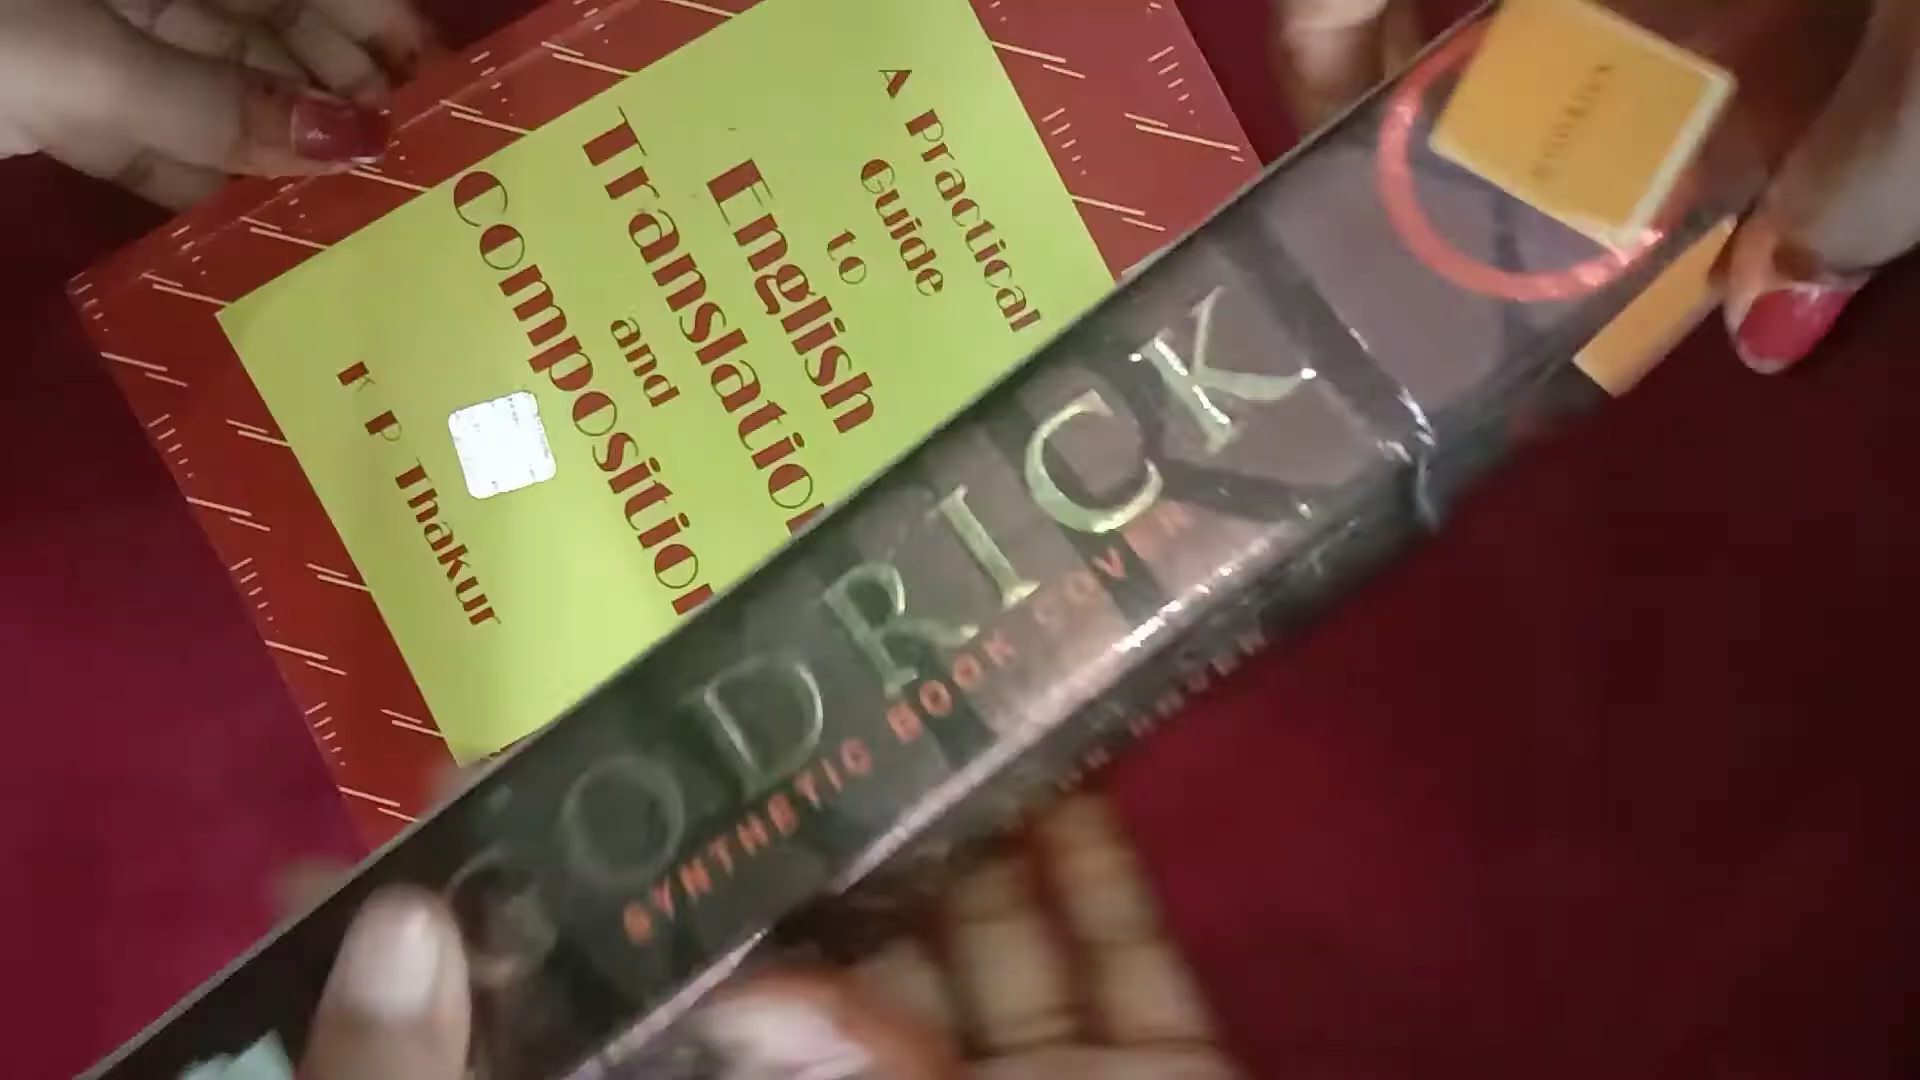 A Practical
Guide
to
English
Translation
and
Composition
K P Thakur
ODRICK
SYNTHETIC BOOK COVER